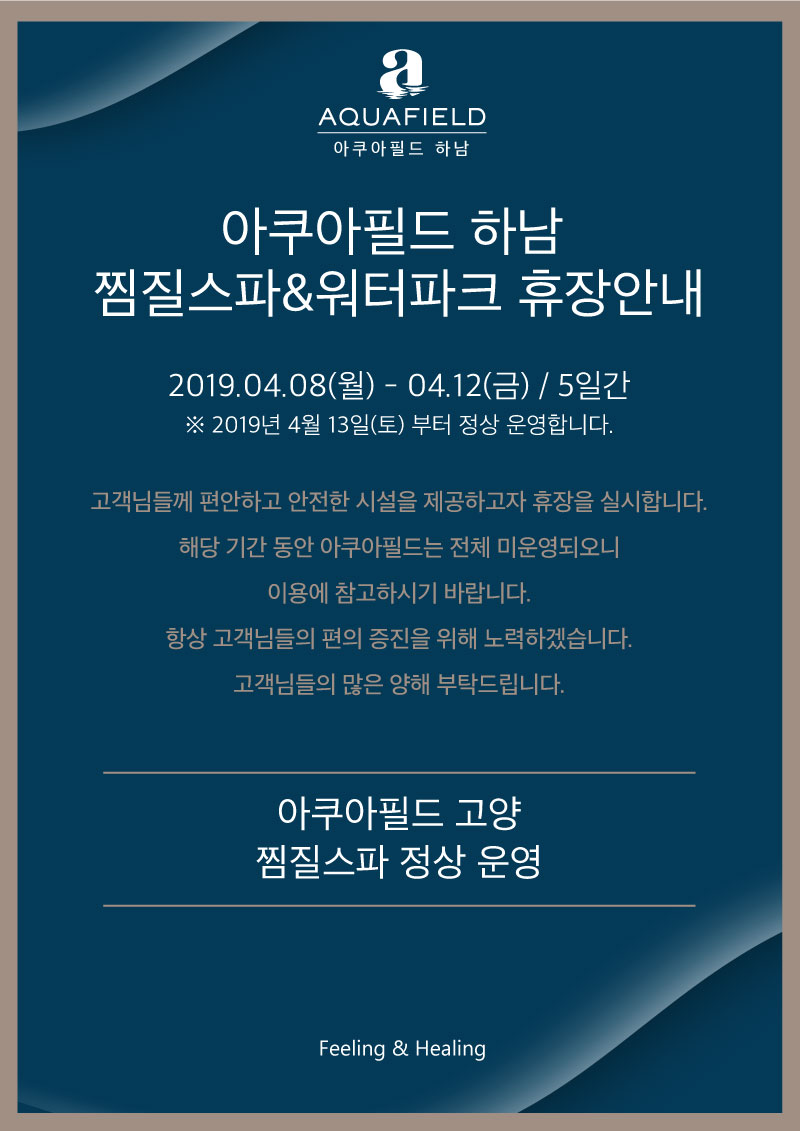 a
AQUAFIELD
아쿠아필드 하남
아쿠아필드 하남
찜질스파&워터파크 휴장안내
2019.04.08(월) - 04.12(금) / 5일간
※ 2019년 4월 13일(토) 부터 정상 운영합니다.
고객님들께 편안하고 안전한 시설을 제공하고자 휴장을 실시합니다.
해당 기간 동안 아쿠아필드는 전체 미운영되오니
이용에 참고하시기 바랍니다.
항상 고객님들의 편의 증진을 위해 노력하겠습니다.
고객님들의 많은 양해 부탁드립니다.
아쿠아필드 고양
찜질스파 정상 운영
Feeling & Healing